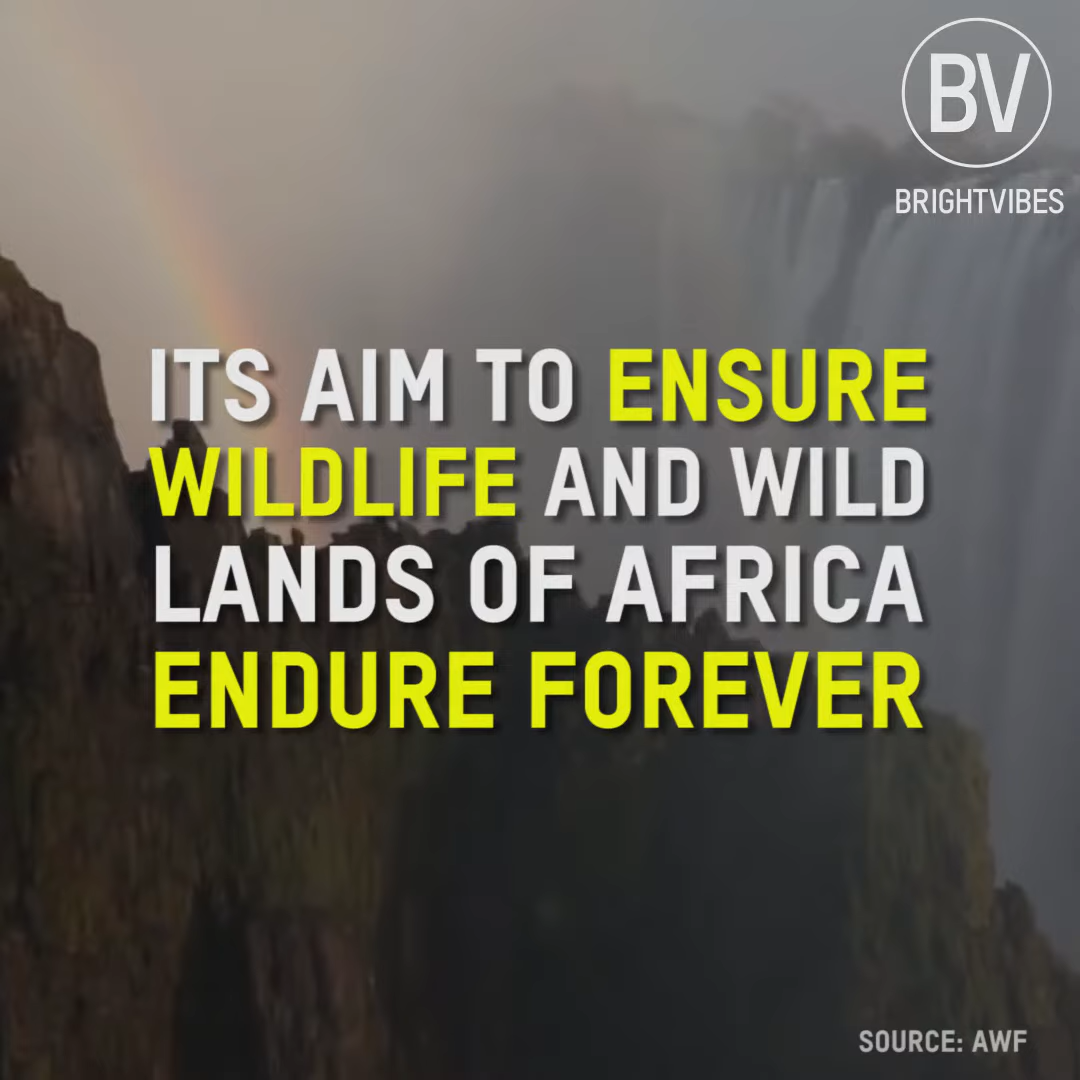 BV
BRIGHTVIBES
ITS AIM TO ENSURE
WILDLIFE AND WILD
LANDS OF AFRICA
ENDURE FOREVER
SOURCE: AWF